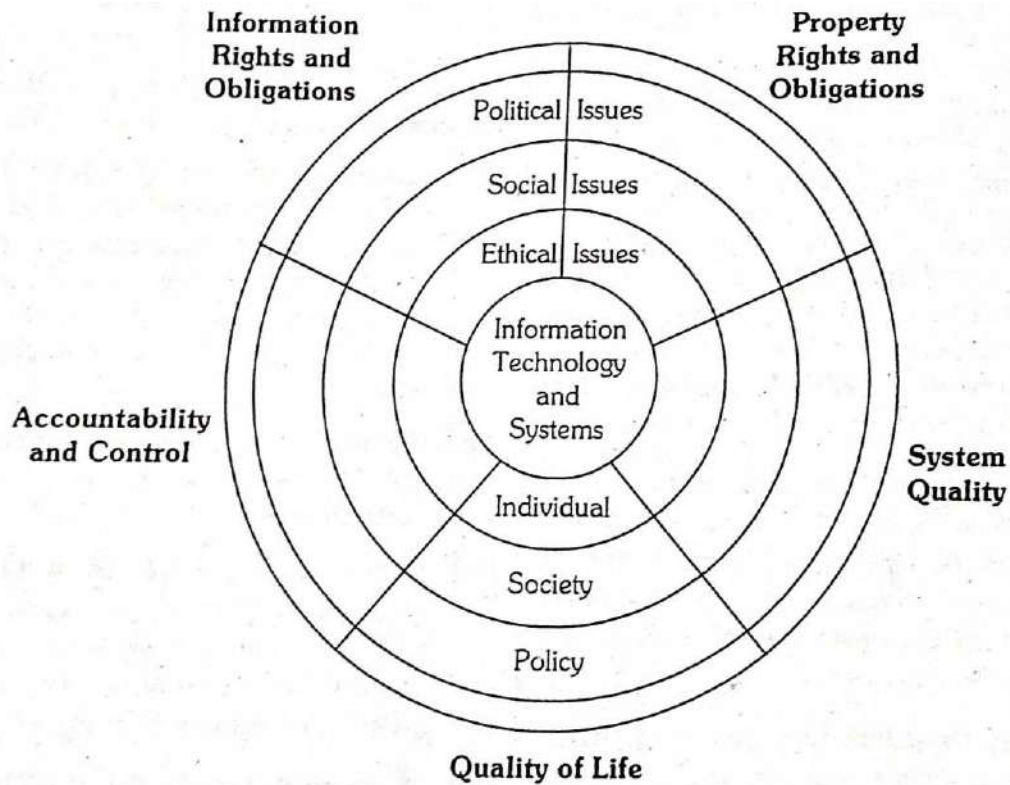 Information
Rights and
Obligations
Property
Rights and
Obligations
Political Issues
Social Issues
Ethical Issues
Information
Technology
and
Systems
Accountability
and Control
System
Quality
Individual
Society
Policy
Quality of Life